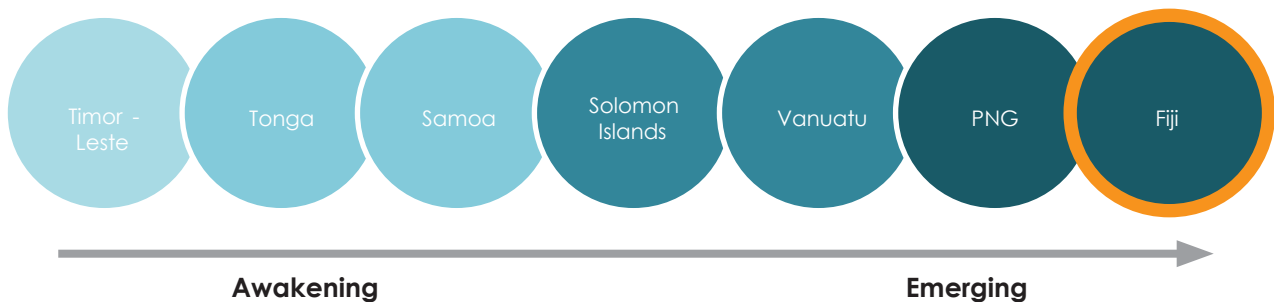 Timor -
Leste
Tonga
Samoa
Solomon
Islands
Vanuatu
PNG
Fiji
Awakening
Emerging